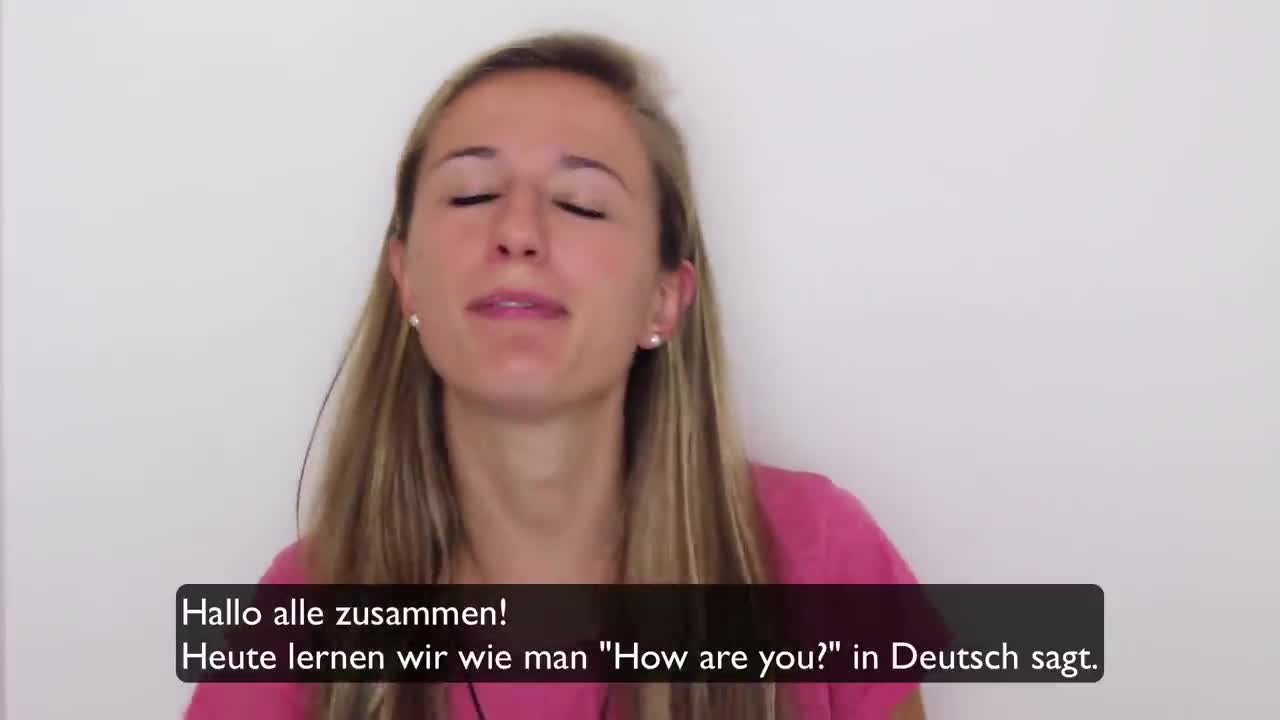 Hallo alle zusammen!
Heute lernen wir wie man "How are you?" in Deutsch sagt.